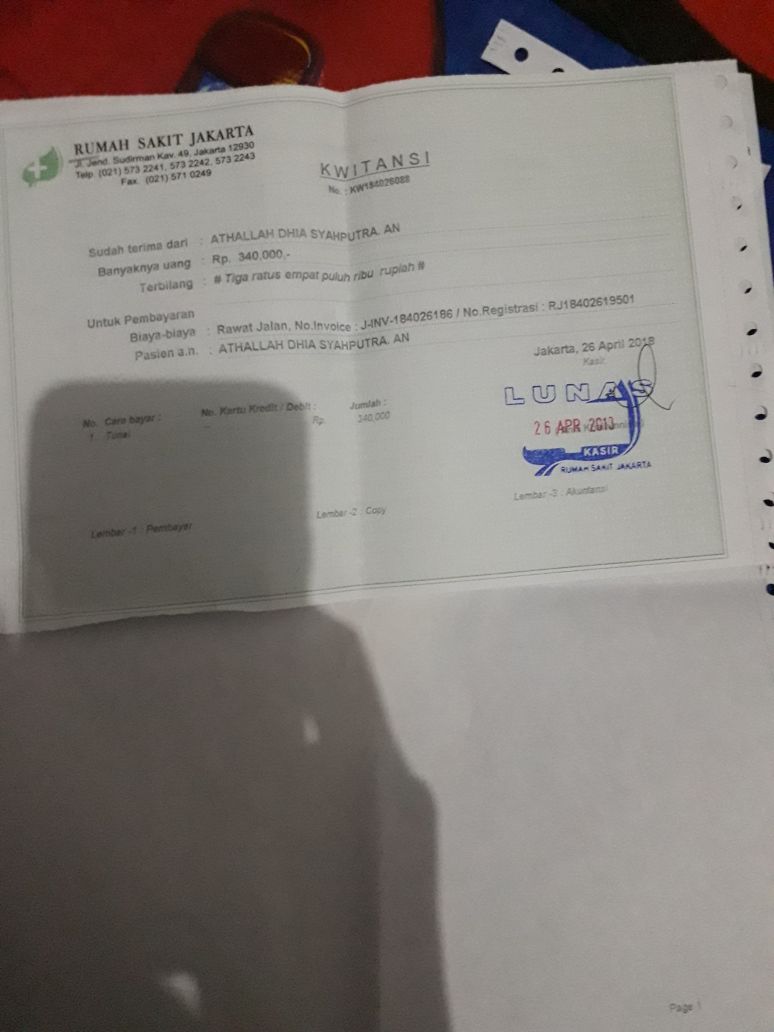 RUMAH SAKIT JAKARTA
Jl. Jend. Sudirman Kav. 49, Jakarta 12930
Telp. (021) 573 2241, 573 2242, 573 2243
Fax. (021) 571 0249
KWITANSI
No. : KW184026088
Sudah terima dari : ATHALLAH DHIA SYAHPUTRA. AN
Banyaknya uang : Rp. 340,000,-
Terbilang : # Tiga ratus empat puluh ribu rupiah #
Untuk Pembayaran
Biaya-biaya : Rawat Jalan, No.Invoice : J-INV-184026186 / No.Registrasi : RJ18402619501
Pasien a.n. : ATHALLAH DHIA SYAHPUTRA. AN
Jakarta, 26 April 2018
Kasir
No. Cara bayar : No. Kartu Kredit / Debit : Jumlah :
1 Tunai -- Rp. 340,000
LUNAS
26 APR 2013
KASIR
RUMAH SAKIT JAKARTA
Lembar -1 : Pembayar
Lembar -2 : Copy
Lembar -3 : Akuntansi
Page 1